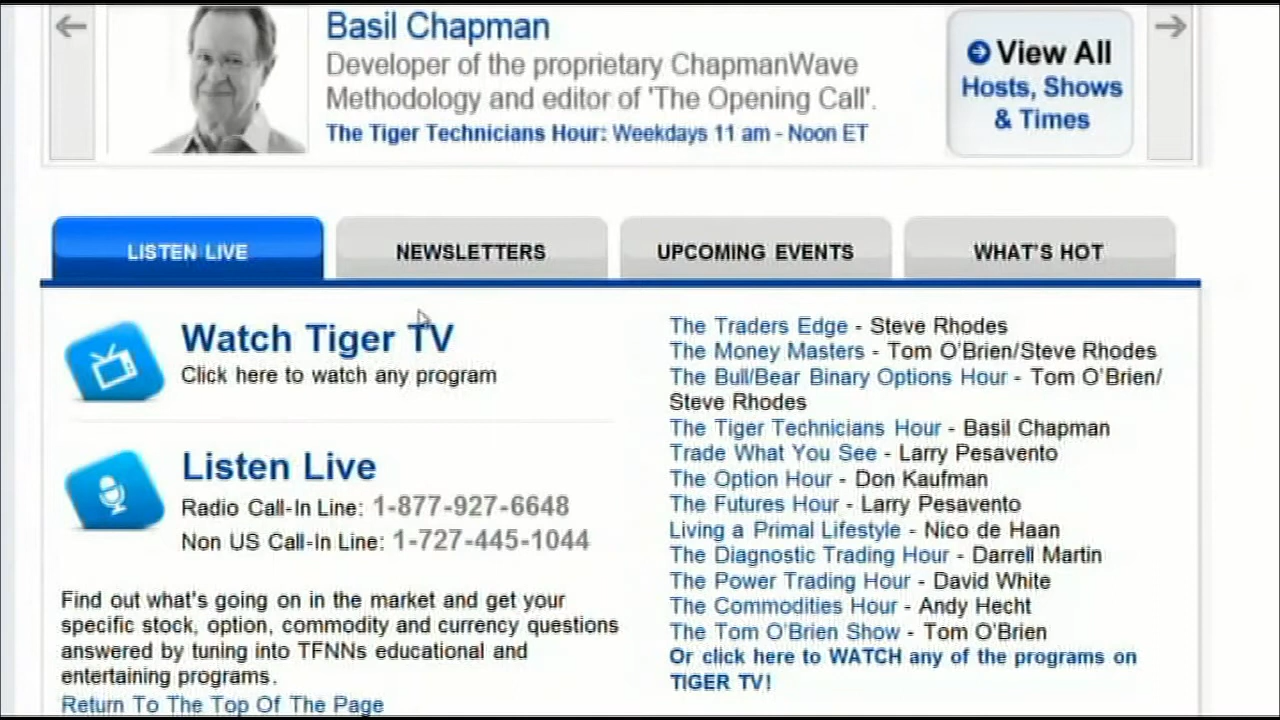 Basil Chapman
Developer of the proprietary ChapmanWave
Methodology and editor of 'The Opening Call'.
The Tiger Technicians Hour: Weekdays 11 am - Noon ET
View All
Hosts, Shows
& Times
LISTEN LIVE
NEWSLETTERS
UPCOMING EVENTS
WHAT'S HOT
Watch Tiger TV
Click here to watch any program
Listen Live
Radio Call-In Line: 1-877-927-6648
Non US Call-In Line: 1-727-445-1044
Find out what's going on in the market and get your
specific stock, option, commodity and currency questions
answered by tuning into TFNNs educational and
entertaining programs.
Return To The Top Of The Page
The Traders Edge - Steve Rhodes
The Money Masters - Tom O'Brien/Steve Rhodes
The Bull/Bear Binary Options Hour - Tom O'Brien/
Steve Rhodes
The Tiger Technicians Hour - Basil Chapman
Trade What You See - Larry Pesavento
The Option Hour - Don Kaufman
The Futures Hour - Larry Pesavento
Living a Primal Lifestyle - Nico de Haan
The Diagnostic Trading Hour - Darrell Martin
The Power Trading Hour - David White
The Commodities Hour - Andy Hecht
The Tom O'Brien Show - Tom O'Brien
Or click here to WATCH any of the programs on
TIGER TV!